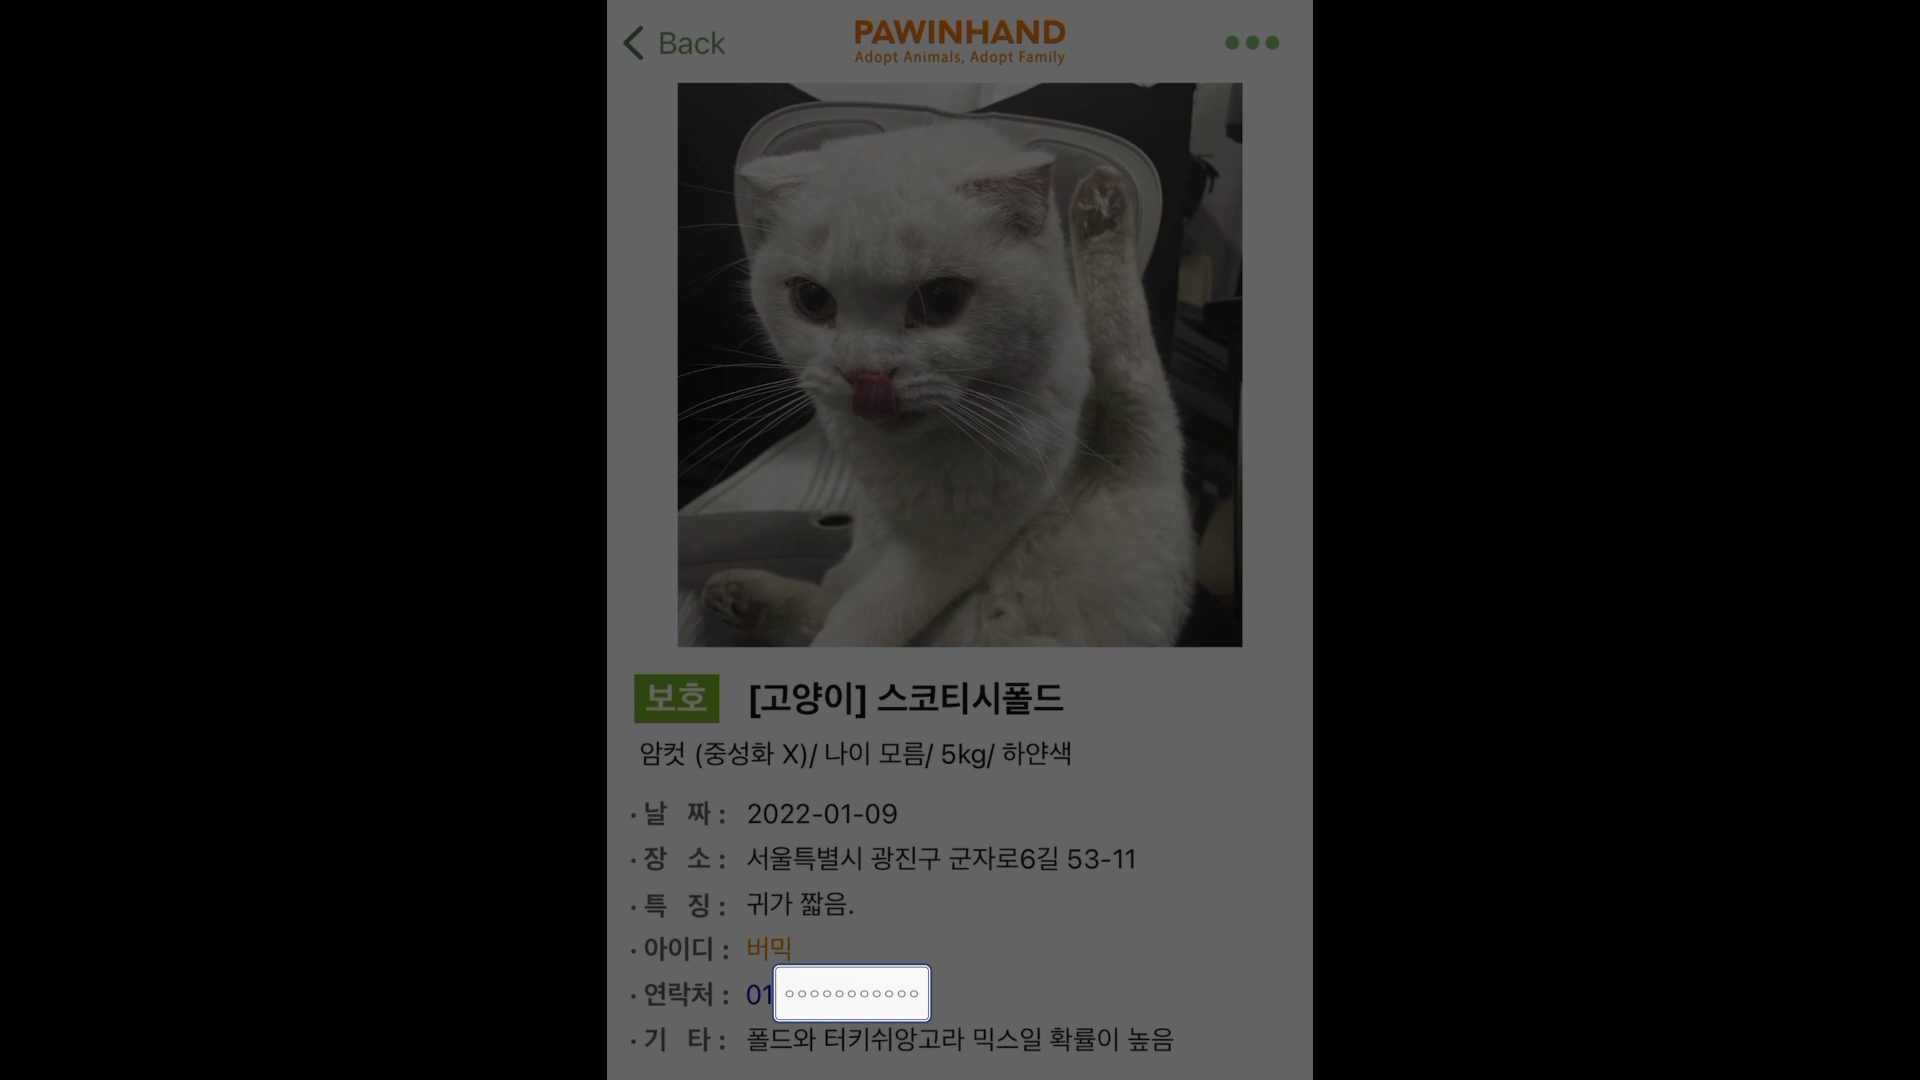 Back
PAWINHAND
Adopt Animals, Adopt Family
보호 [고양이] 스코티시폴드
암컷 (중성화 X)/ 나이 모름/ 5kg/ 하얀색
· 날 짜 : 2022-01-09
· 장 소 : 서울특별시 광진구 군자로6길 53-11
· 특 징 : 귀가 짧음.
· 아이디 : 버믹
· 연락처 : 01○○○○○○○○○○○
· 기 타 : 폴드와 터키쉬앙고라 믹스일 확률이 높음